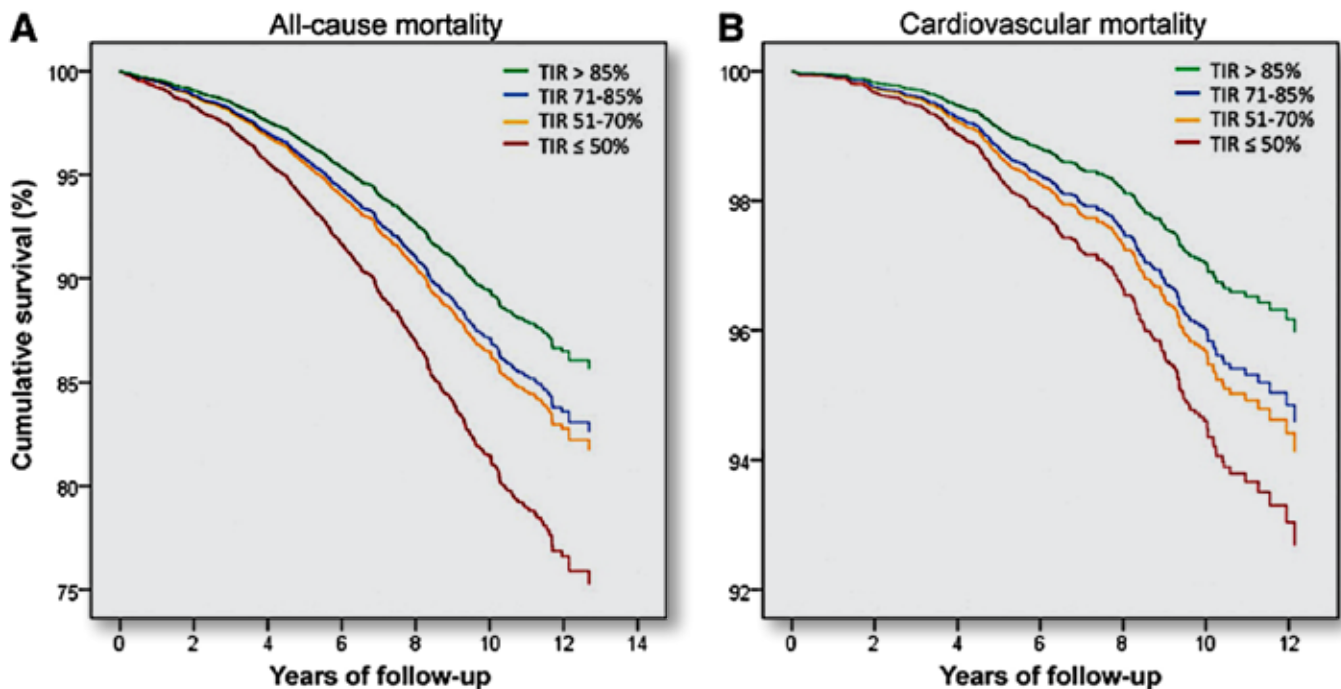 A
All-cause mortality
TIR > 85%
TIR 71-85%
TIR 51-70%
TIR ≤ 50%
Cumulative survival (%)
100
95
90
85
80
75
0 2 4 6 8 10 12 14
Years of follow-up
B
Cardiovascular mortality
TIR > 85%
TIR 71-85%
TIR 51-70%
TIR ≤ 50%
100
98
96
94
92
0 2 4 6 8 10 12
Years of follow-up